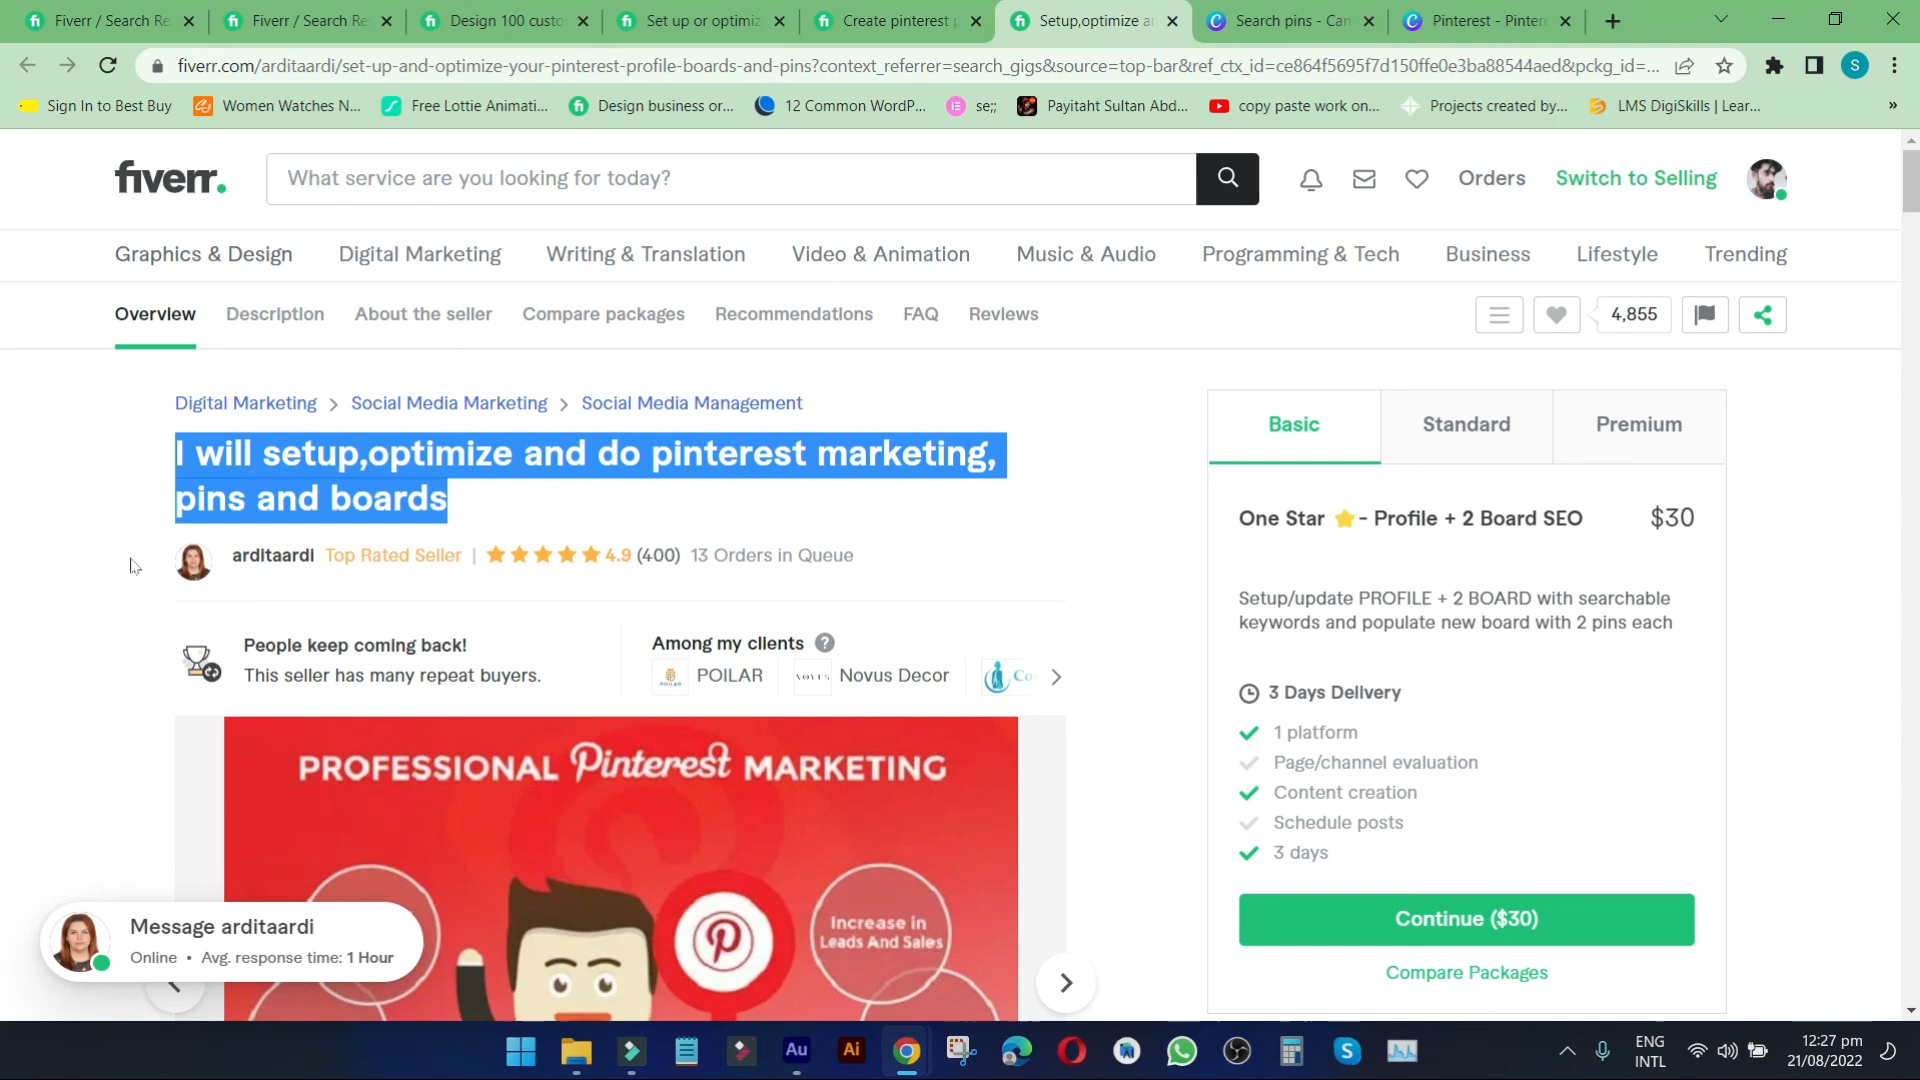 Fiverr / Search Re
Fiverr / Search Re
Design 100 custo
Set up or optimiz
Create pinterest p
Setup,optimize a
Search pins - Can
Pinterest - Pintere
fiverr.com/arditaardi/set-up-and-optimize-your-pinterest-profile-boards-and-pins?context_referrer=search_gigs&source=top-bar&ref_ctx_id=ce864f5695f7d150ffe0e3ba88544aed&pckg_id=...
S
Sign In to Best Buy
Women Watches N...
Free Lottie Animati...
Design business or...
12 Common WordP...
se;;
Payitaht Sultan Abd...
copy paste work on...
Projects created by...
LMS DigiSkills | Lear...
»
fiverr.
What service are you looking for today?
Orders
Switch to Selling
Graphics & Design
Digital Marketing
Writing & Translation
Video & Animation
Music & Audio
Programming & Tech
Business
Lifestyle
Trending
Overview
Description
About the seller
Compare packages
Recommendations
FAQ
Reviews
4,855
Digital Marketing > Social Media Marketing > Social Media Management
I will setup,optimize and do pinterest marketing,
pins and boards
arditaardi Top Rated Seller | 4.9 (400) 13 Orders in Queue
People keep coming back!
This seller has many repeat buyers.
Among my clients ?
POILAR
Novus Decor
Co
PROFESSIONAL Pinterest MARKETING
Increase in
Leads And Sales
Message arditaardi
Online • Avg. response time: 1 Hour
Basic
Standard
Premium
One Star - Profile + 2 Board SEO
$30
Setup/update PROFILE + 2 BOARD with searchable
keywords and populate new board with 2 pins each
3 Days Delivery
1 platform
Page/channel evaluation
Content creation
Schedule posts
3 days
Continue ($30)
Compare Packages
Au
Ai
ENG
INTL
12:27 pm
21/08/2022